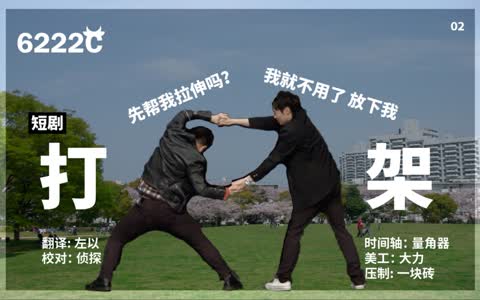 6222℃
02
先帮我拉伸吗？
我就不用了 放下我
短剧
打架
翻译: 左以
校对: 侦探
时间轴: 量角器
美工: 大力
压制: 一块砖